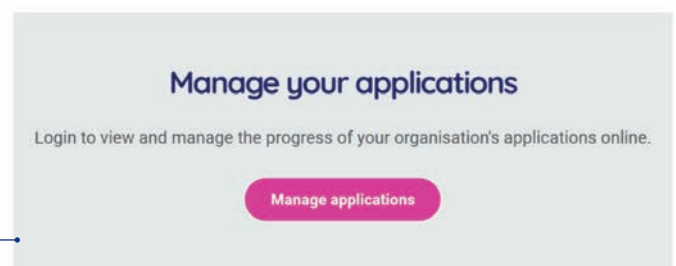 Manage your applications
Login to view and manage the progress of your organisation's applications online.
Manage applications